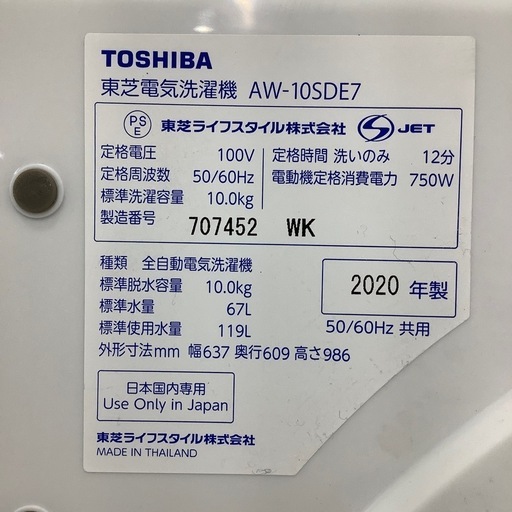 TOSHIBA
東芝電気洗濯機 AW-10SDE7
PS E 東芝ライフスタイル株式会社 S JET
定格電圧 100V 定格時間 洗いのみ 12分
定格周波数 50/60Hz 電動機定格消費電力 750W
標準洗濯容量 10.0kg
製造番号 707452 WK
種類 全自動電気洗濯機
標準脱水容量 10.0kg 2020 年製
標準水量 67L
標準使用水量 119L 50/60Hz 共用
外形寸法mm 幅637 奥行609 高さ986
日本国内専用
Use Only in Japan
東芝ライフスタイル株式会社
MADE IN THAILAND